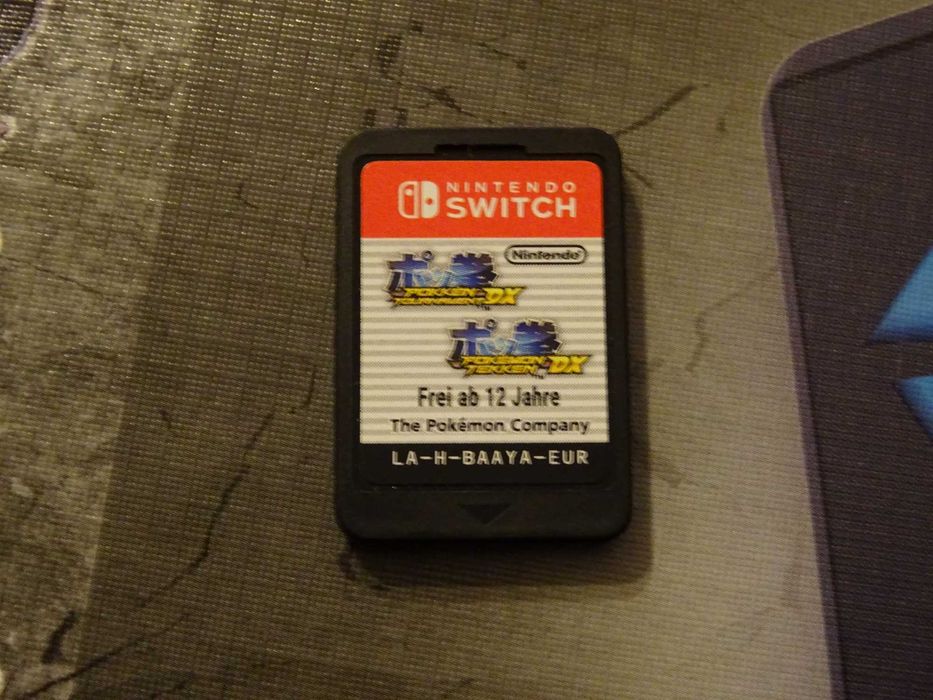 NINTENDO
SWITCH
Nintendo
ポッ拳
POKKÉN
TOURNAMENT DX
ポッ拳
POKÉMON
TEKKEN DX
Frei ab 12 Jahre
The Pokémon Company
LA-H-BAAYA-EUR